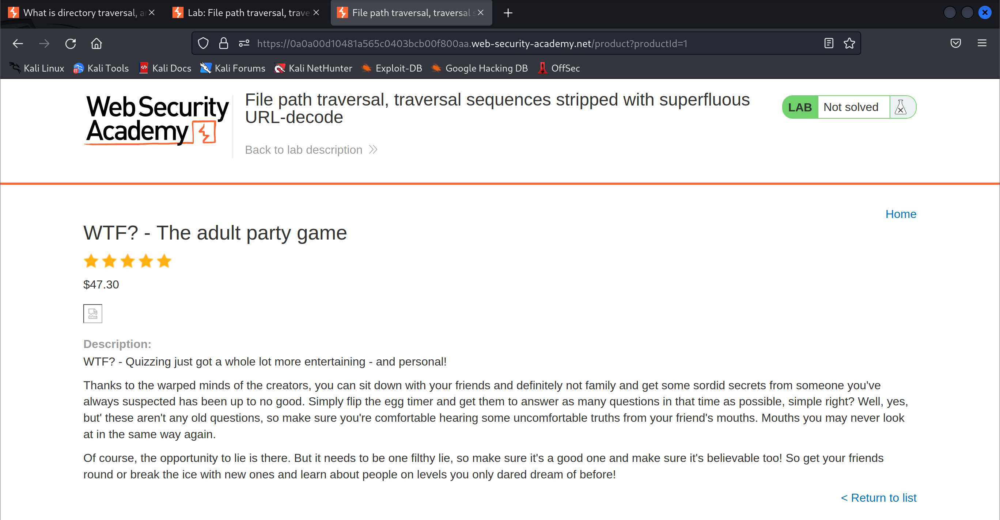 What is directory traversal, a
Lab: File path traversal, trave
File path traversal, traversal s
https://0a0a00d10481a565c0403bcb00f800aa.web-security-academy.net/product?productId=1
Kali Linux
Kali Tools
Kali Docs
Kali Forums
Kali NetHunter
Exploit-DB
Google Hacking DB
OffSec
Web Security
Academy
File path traversal, traversal sequences stripped with superfluous
URL-decode
LAB
Not solved
Back to lab description
Home
WTF? - The adult party game
$47.30
Description:
WTF? - Quizzing just got a whole lot more entertaining - and personal!
Thanks to the warped minds of the creators, you can sit down with your friends and definitely not family and get some sordid secrets from someone you've
always suspected has been up to no good. Simply flip the egg timer and get them to answer as many questions in that time as possible, simple right? Well, yes,
but' these aren't any old questions, so make sure you're comfortable hearing some uncomfortable truths from your friend's mouths. Mouths you may never look
at in the same way again.
Of course, the opportunity to lie is there. But it needs to be one filthy lie, so make sure it's a good one and make sure it's believable too! So get your friends
round or break the ice with new ones and learn about people on levels you only dared dream of before!
< Return to list